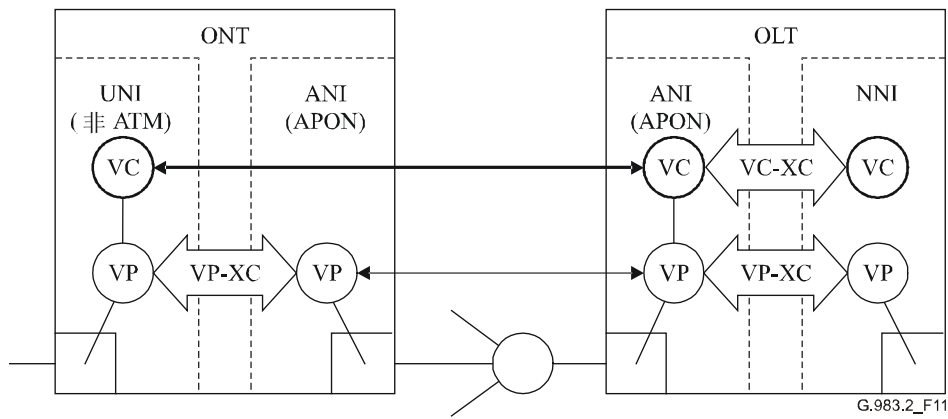 ONT
OLT
UNI
(非 ATM)
ANI
(APON)
ANI
(APON)
NNI
VC
VC
VC-XC
VC
VP
VP-XC
VP
VP
VP-XC
VP
G.983.2_F11